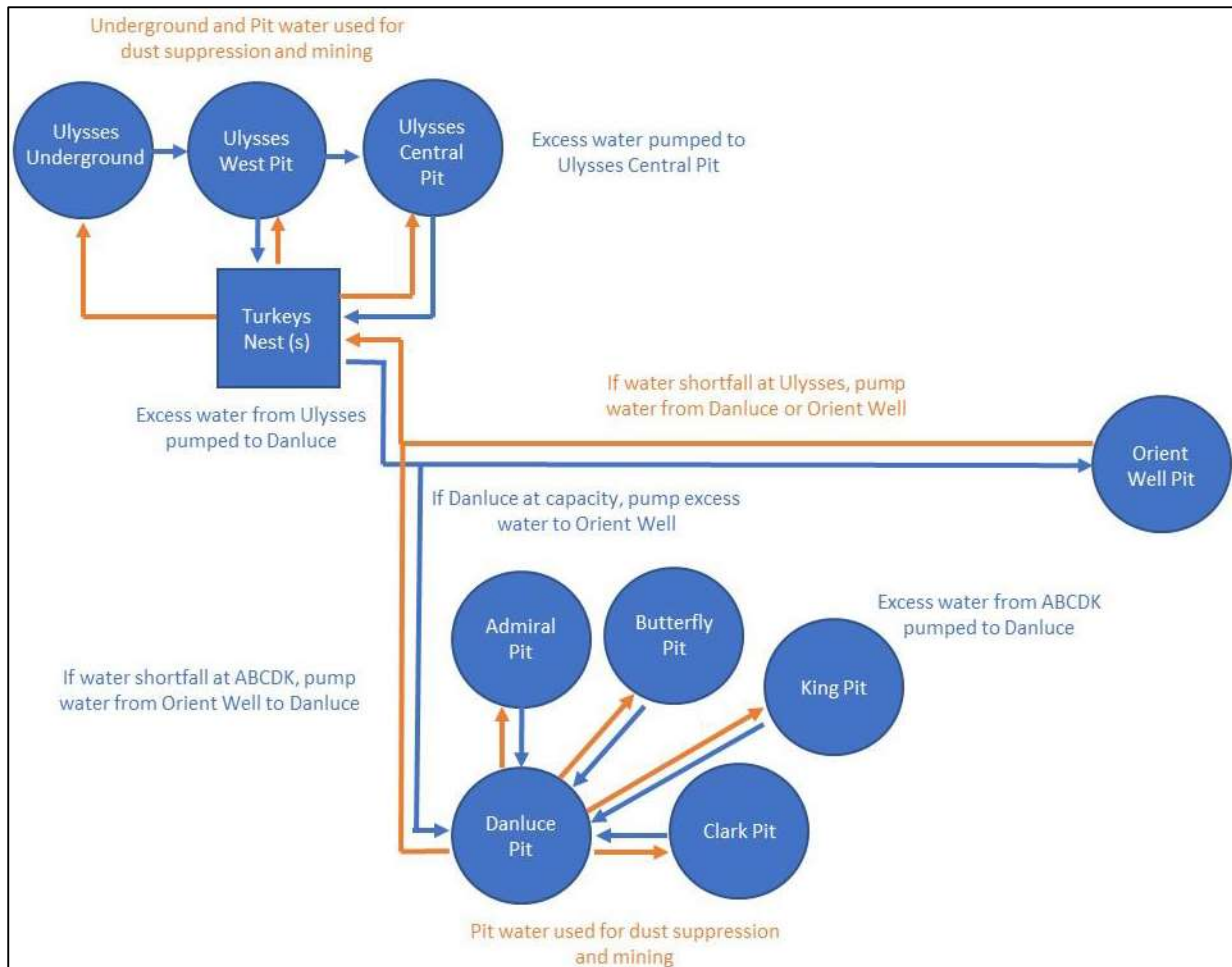 Underground and Pit water used for
dust suppression and mining
Ulysses
Underground
Ulysses
West Pit
Ulysses
Central
Pit
Excess water pumped to
Ulysses Central Pit
Turkeys
Nest (s)
Excess water from Ulysses
pumped to Danluce
If water shortfall at Ulysses, pump
water from Danluce or Orient Well
Orient
Well Pit
If Danluce at capacity, pump excess
water to Orient Well
Admiral
Pit
Butterfly
Pit
Excess water from ABCDK
pumped to Danluce
King Pit
If water shortfall at ABCDK, pump
water from Orient Well to Danluce
Danluce
Pit
Clark Pit
Pit water used for dust suppression
and mining